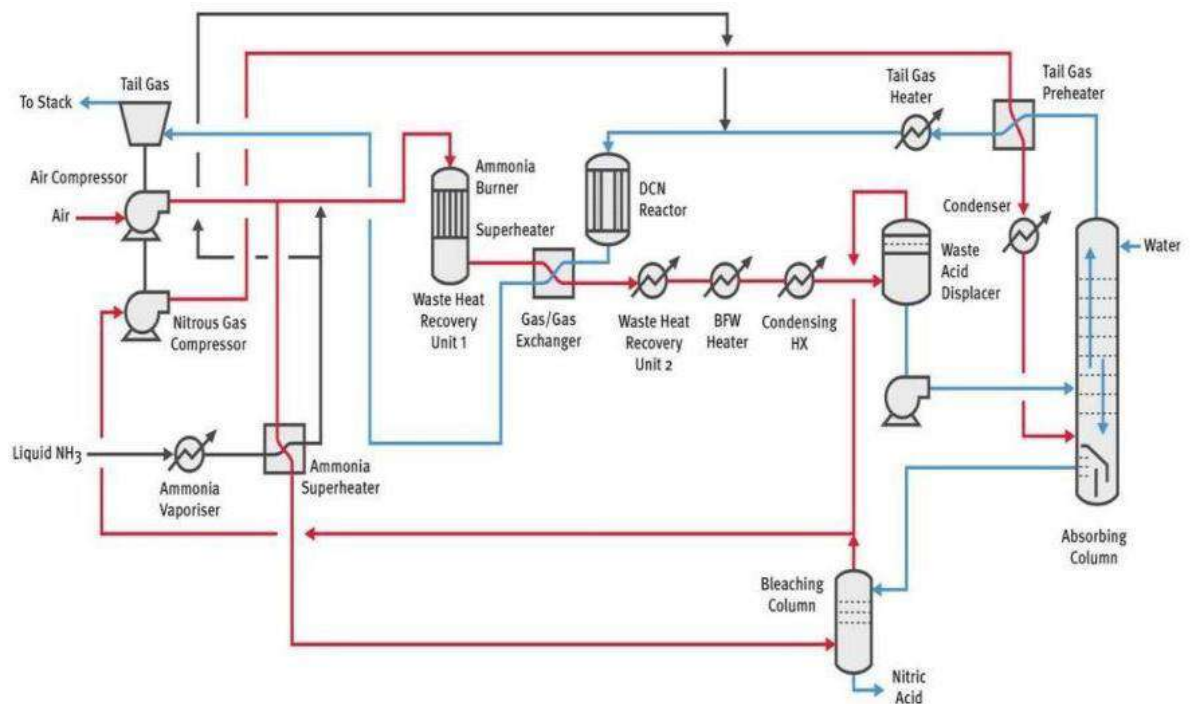 Tail Gas
To Stack
Air Compressor
Air
Nitrous Gas
Compressor
Liquid NH3
Ammonia
Vaporiser
Ammonia
Superheater
Ammonia
Burner
Superheater
Waste Heat
Recovery
Unit 1
Gas/Gas
Exchanger
DCN
Reactor
Waste Heat
Recovery
Unit 2
BFW
Heater
Condensing
HX
Tail Gas
Heater
Tail Gas
Preheater
Waste
Acid
Displacer
Condenser
Water
Absorbing
Column
Bleaching
Column
Nitric
Acid